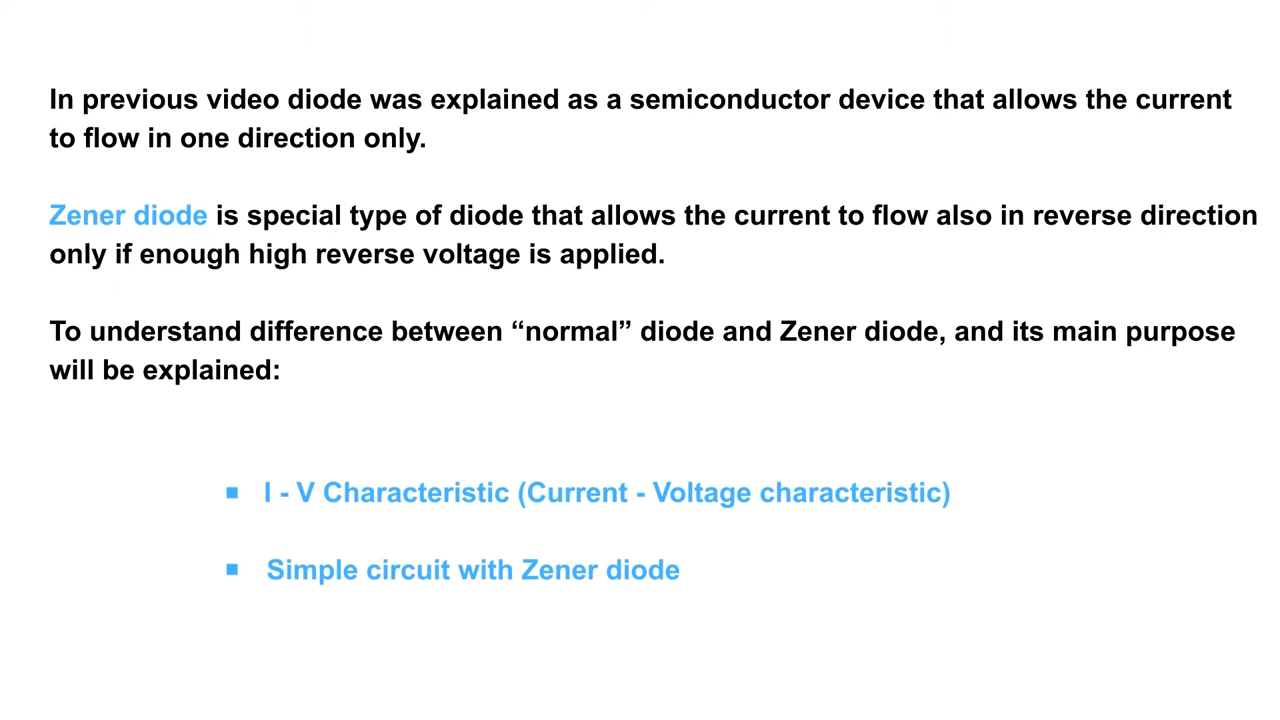 In previous video diode was explained as a semiconductor device that allows the current
to flow in one direction only.
Zener diode is special type of diode that allows the current to flow also in reverse direction
only if enough high reverse voltage is applied.
To understand difference between “normal” diode and Zener diode, and its main purpose
will be explained:
▪ I - V Characteristic (Current - Voltage characteristic)
▪ Simple circuit with Zener diode